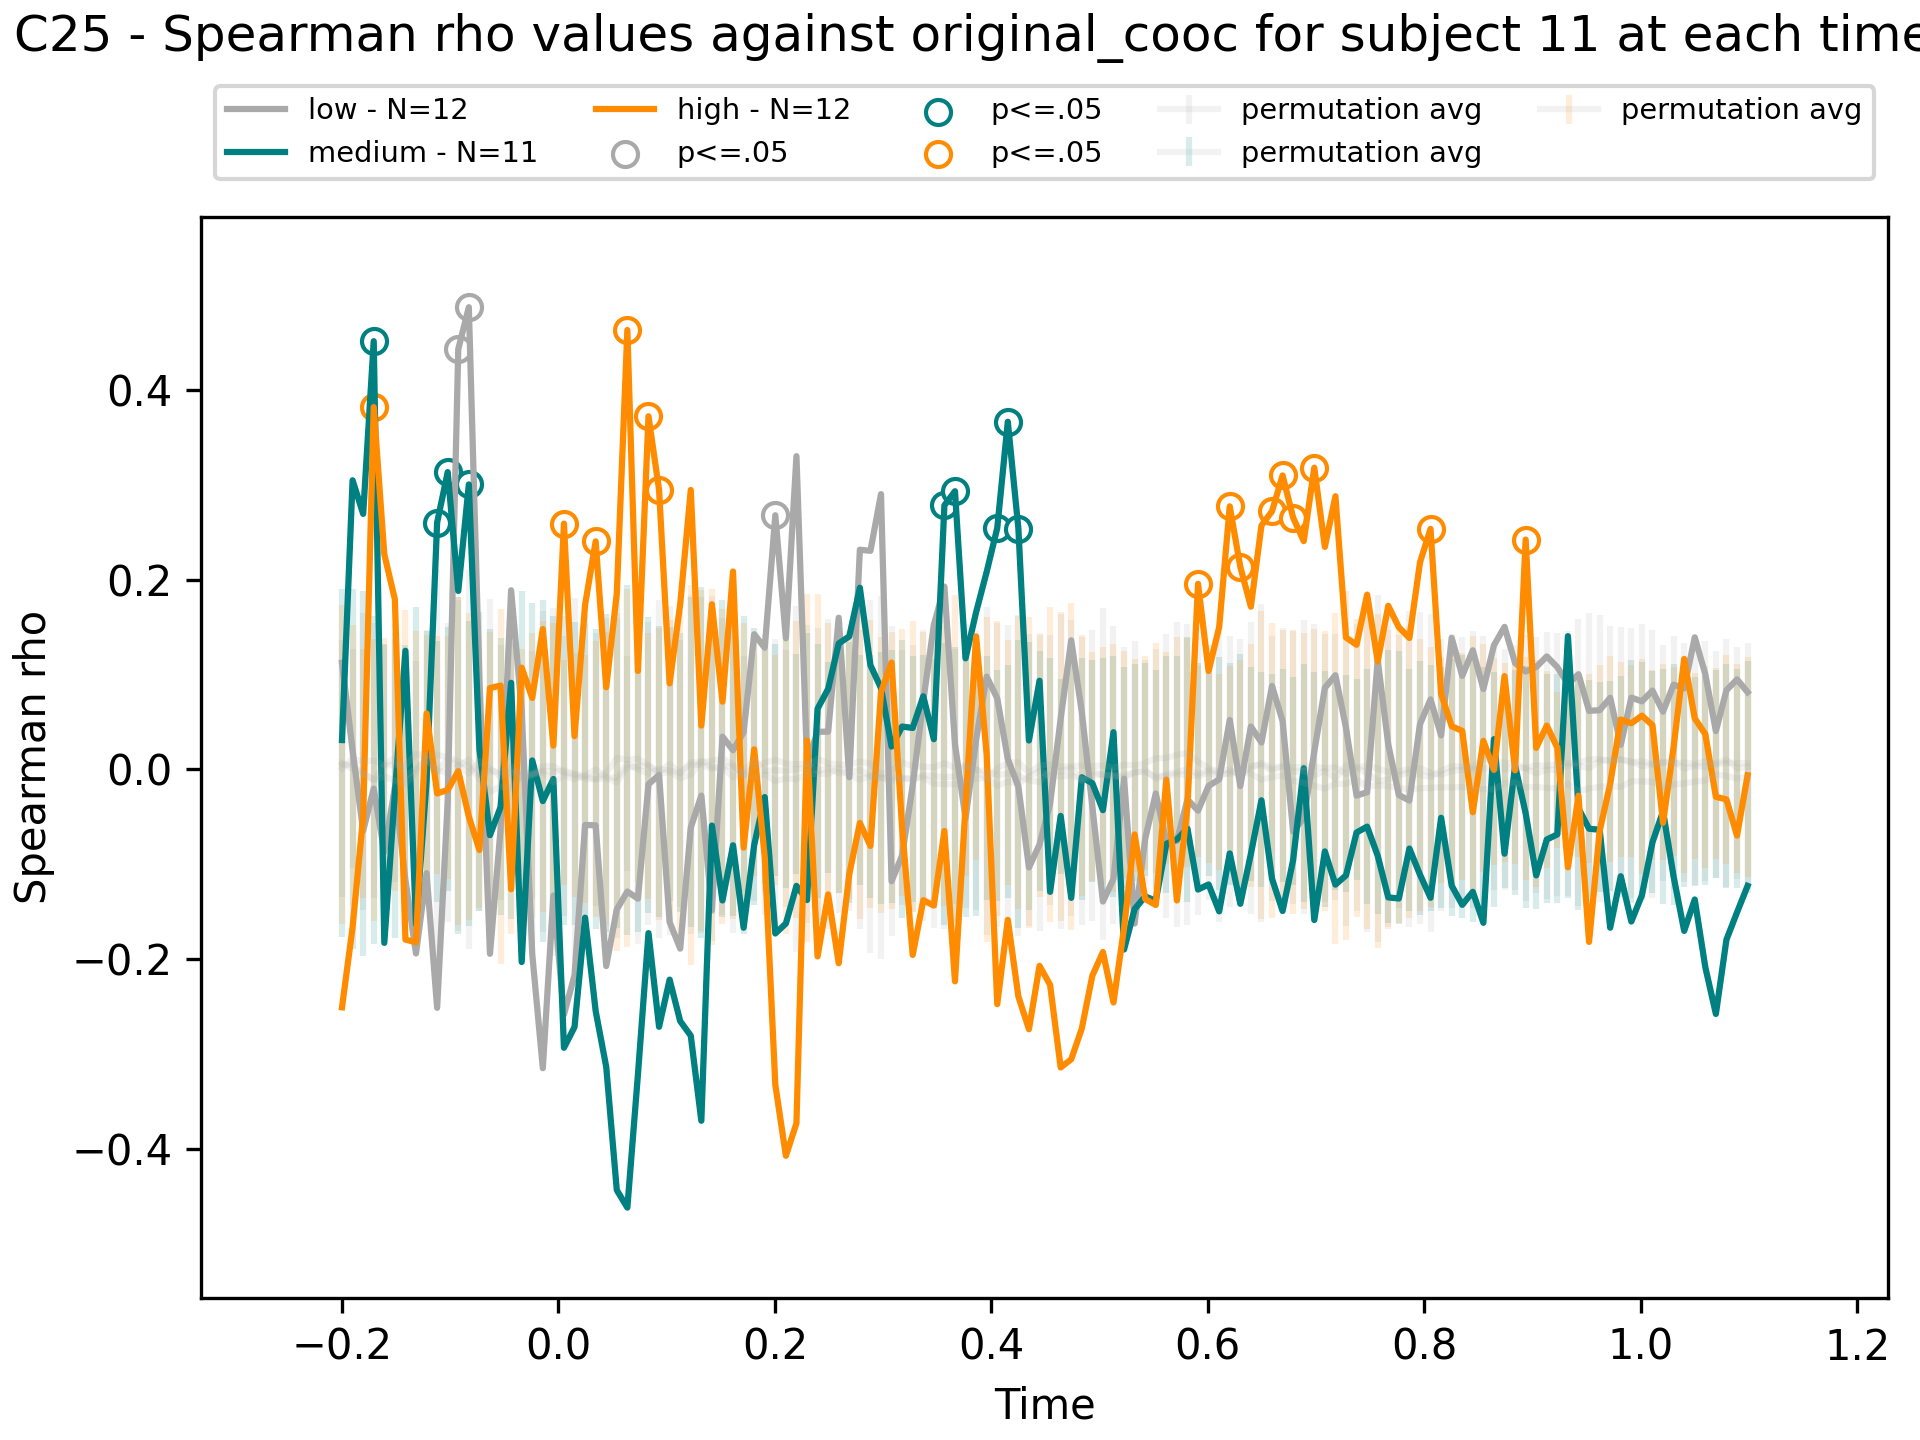 C25 - Spearman rho values against original_cooc for subject 11 at each time
low - N=12 high - N=12 p<=.05 permutation avg permutation avg
medium - N=11 p<=.05 p<=.05 permutation avg
Spearman rho
0.4
0.2
0.0
−0.2
−0.4
−0.2 0.0 0.2 0.4 0.6 0.8 1.0 1.2
Time